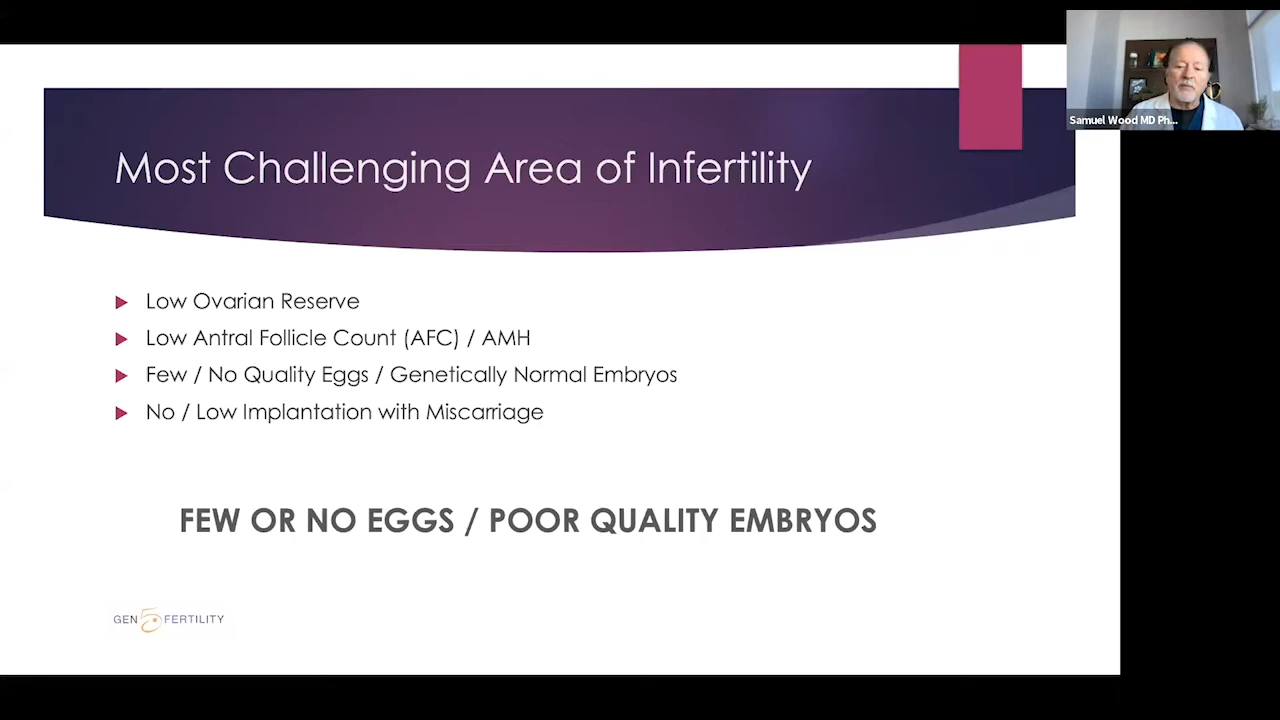 Most Challenging Area of Infertility
Samuel Wood MD Ph...
Low Ovarian Reserve
Low Antral Follicle Count (AFC) / AMH
Few / No Quality Eggs / Genetically Normal Embryos
No / Low Implantation with Miscarriage
FEW OR NO EGGS / POOR QUALITY EMBRYOS
GEN 5 FERTILITY